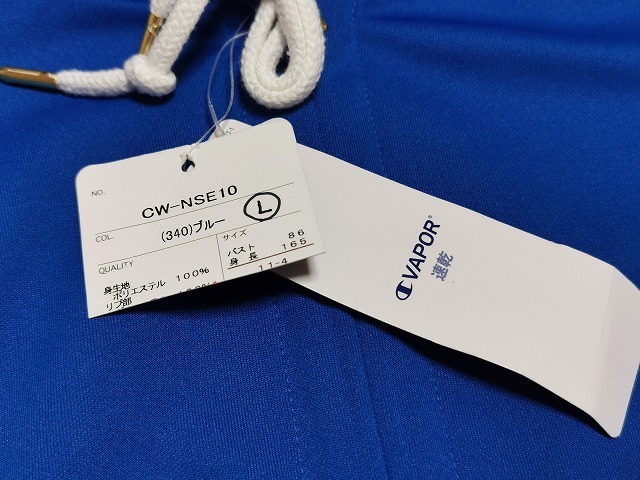 NO.
CW-NSE10
COL.
(340)ブルー
L
サイズ
バスト 86
身長 165
11-4
QUALITY
身生地
ポリエステル 100%
リブ部
VAPOR®
速乾